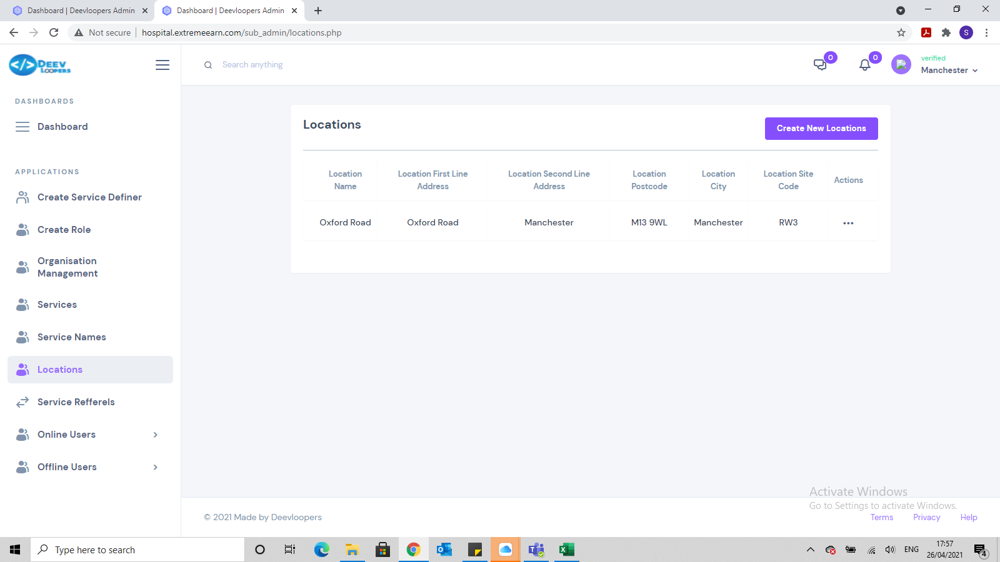 Dashboard | Deevloopers Admin
Dashboard | Deevloopers Admin
Not secure
hospital.extremeearn.com/sub_admin/locations.php
S
</> DEEV
LOOPERS
Search anything
0
0
verified
Manchester
DASHBOARDS
Dashboard
APPLICATIONS
Create Service Definer
Create Role
Organisation
Management
Services
Service Names
Locations
Service Refferels
Online Users
Offline Users
Locations
Create New Locations
Location
Name
Location First Line
Address
Location Second Line
Address
Location
Postcode
Location
City
Location Site
Code
Actions
Oxford Road
Oxford Road
Manchester
M13 9WL
Manchester
RW3
Activate Windows
Go to Settings to activate Windows.
© 2021 Made by Deevloopers
Terms
Privacy
Help
Type here to search
ENG
17:57
26/04/2021
4